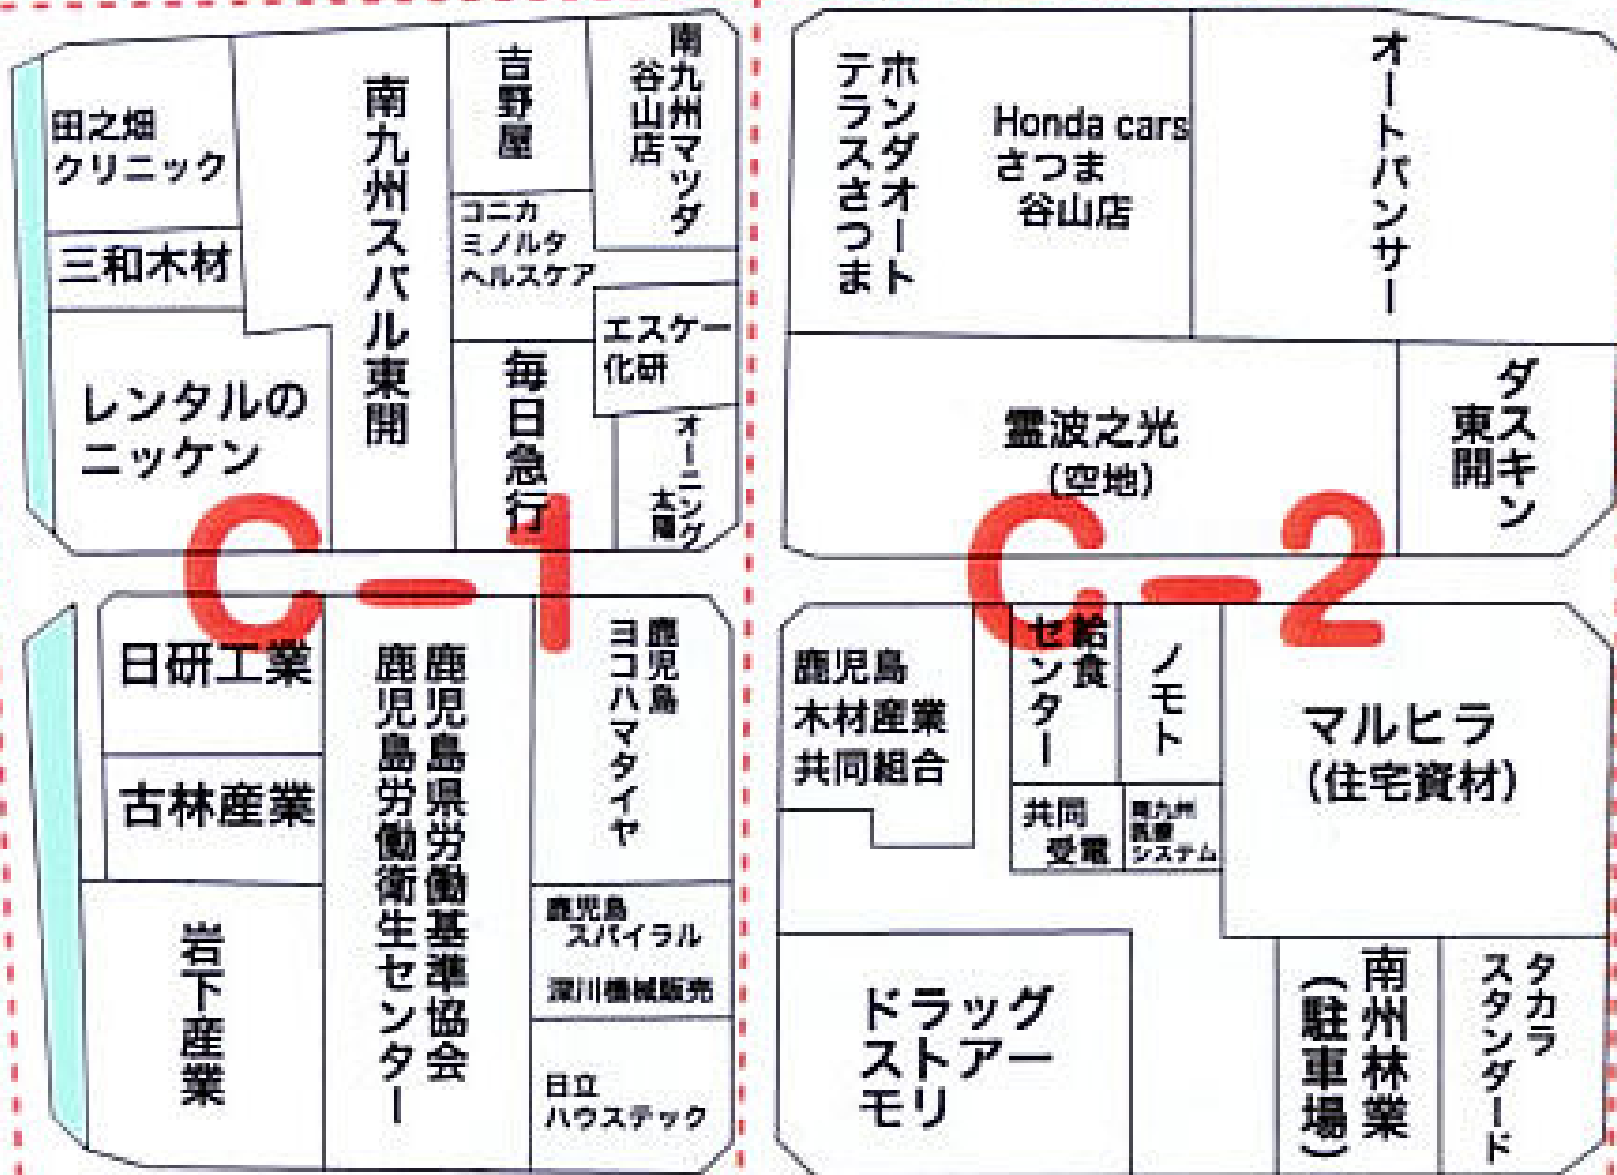 田之畑
クリニック
三和木材
レンタルの
ニッケン
南九州スバル東開
吉野屋
コニカ
ミノルタ
ヘルスケア
毎日急行
南九州マツダ
谷山店
エスケー
化研
オーニング
太陽
C-1
日研工業
古林産業
岩下産業
鹿児島県労働基準協会
鹿児島労働衛生センター
鹿児島
ヨコハマタイヤ
鹿児島
スパイラル
深川機械販売
日立
ハウステック
ホンダオート
テラスさつま
Honda cars
さつま
谷山店
オートバンサー
霊波之光
(空地)
ダスキン
東開
C-2
鹿児島
木材産業
共同組合
給食
センター
ノモト
共同
受電
南九州
医療
システム
マルヒラ
(住宅資材)
ドラッグ
ストアー
モリ
南州林業
(駐車場)
タカラ
スタンダード